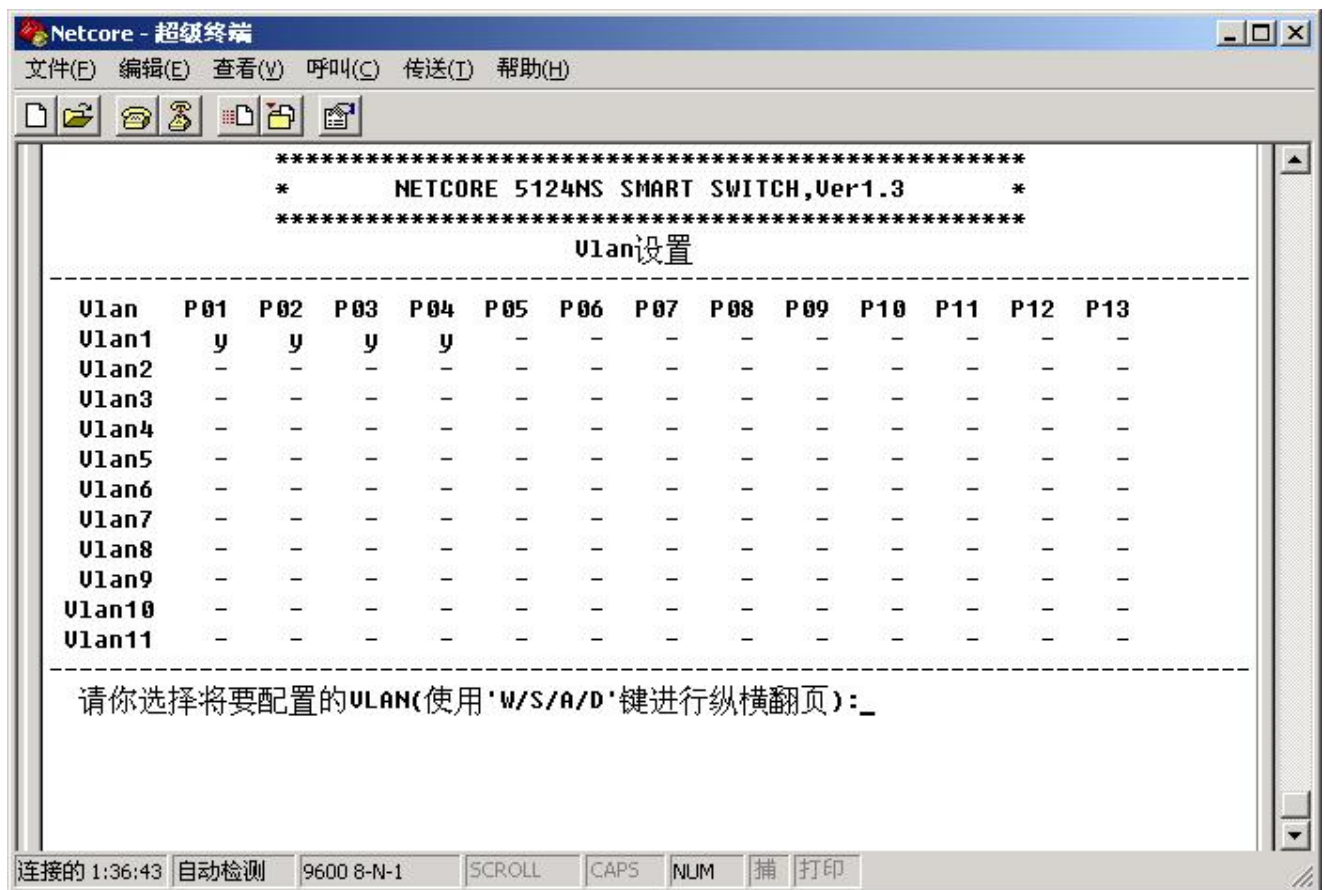 Netcore - 超级终端
文件(F) 编辑(E) 查看(V) 呼叫(C) 传送(T) 帮助(H)
**************************************************
* NETCORE 5124NS SMART SWITCH,Ver1.3 *
**************************************************
Vlan设置
--------------------------------------------------------------------------------
Vlan P01 P02 P03 P04 P05 P06 P07 P08 P09 P10 P11 P12 P13
Vlan1 y y y y - - - - - - - - -
Vlan2 - - - - - - - - - - - - -
Vlan3 - - - - - - - - - - - - -
Vlan4 - - - - - - - - - - - - -
Vlan5 - - - - - - - - - - - - -
Vlan6 - - - - - - - - - - - - -
Vlan7 - - - - - - - - - - - - -
Vlan8 - - - - - - - - - - - - -
Vlan9 - - - - - - - - - - - - -
Vlan10 - - - - - - - - - - - - -
Vlan11 - - - - - - - - - - - - -
--------------------------------------------------------------------------------
请你选择将要配置的VLAN(使用'W/S/A/D'键进行纵横翻页):_
连接的 1:36:43 自动检测 9600 8-N-1 SCROLL CAPS NUM 捕 打印